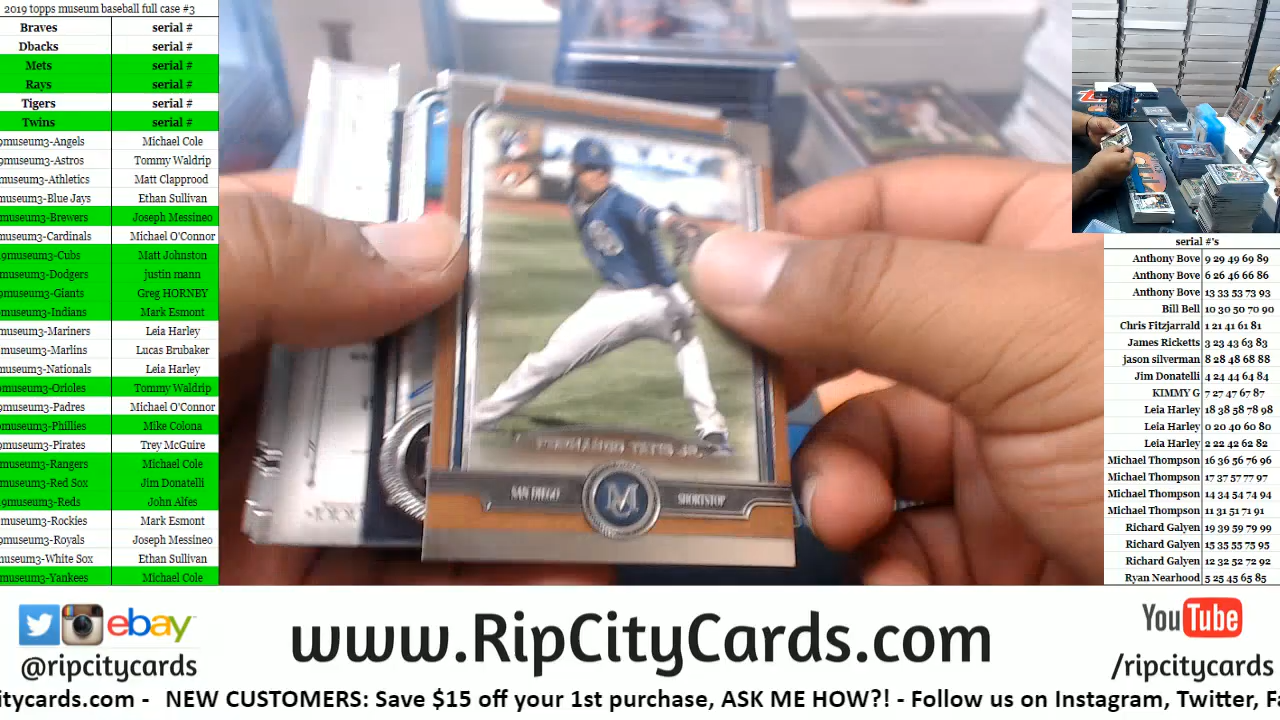 2019 topps museum baseball full case #3
Braves serial #
Dbacks serial #
Mets serial #
Rays serial #
Tigers serial #
Twins serial #
9museum3-Angels Michael Cole
9museum3-Astros Tommy Waldrip
museum3-Athletics Matt Clapprood
museum3-Blue Jays Ethan Sullivan
museum3-Brewers Joseph Messineo
museum3-Cardinals Michael O'Connor
9museum3-Cubs Matt Johnston
museum3-Dodgers justin mann
9museum3-Giants Greg HORNBY
museum3-Indians Mark Esmont
museum3-Mariners Leia Harley
museum3-Marlins Lucas Brubaker
museum3-Nationals Leia Harley
museum3-Orioles Tommy Waldrip
museum3-Padres Michael O'Connor
museum3-Phillies Mike Colona
museum3-Pirates Trey McGuire
museum3-Rangers Michael Cole
museum3-Red Sox Jim Donatelli
9museum3-Reds John Alfes
museum3-Rockies Mark Esmont
museum3-Royals Joseph Messineo
museum3-White Sox Ethan Sullivan
museum3-Yankees Michael Cole
FERNANDO TATIS JR.
SAN DIEGO M SHORTSTOP
serial #'s
Anthony Bove 9 29 49 69 89
Anthony Bove 6 26 46 66 86
Anthony Bove 13 33 53 73 93
Bill Bell 10 30 50 70 90
Chris Fitzjarrald 1 21 41 61 81
James Ricketts 3 23 43 63 83
jason silverman 8 28 48 68 88
Jim Donatelli 4 24 44 64 84
KIMMY G 7 27 47 67 87
Leia Harley 18 38 58 78 98
Leia Harley 0 20 40 60 80
Leia Harley 2 22 42 62 82
Michael Thompson 16 36 56 76 96
Michael Thompson 17 37 57 77 97
Michael Thompson 14 34 54 74 94
Michael Thompson 11 31 51 71 91
Richard Galyen 19 39 59 79 99
Richard Galyen 15 35 55 75 95
Richard Galyen 12 32 52 72 92
Ryan Nearhood 5 25 45 65 85
ebay
@ripcitycards
www.RipCityCards.com
YouTube
/ripcitycards
citycards.com - NEW CUSTOMERS: Save $15 off your 1st purchase, ASK ME HOW?! - Follow us on Instagram, Twitter, Fa